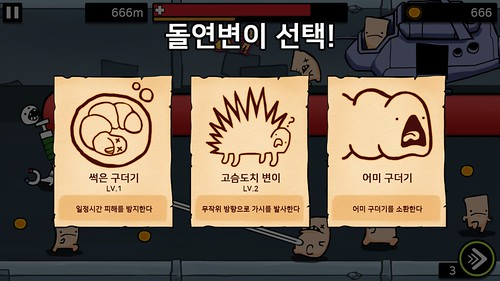 666m
666
돌연변이 선택!
썩은 구더기
LV.1
일정시간 피해를 방지한다
고슴도치 변이
LV.2
무작위 방향으로 가시를 발사한다
어미 구더기
어미 구더기를 소환한다
3